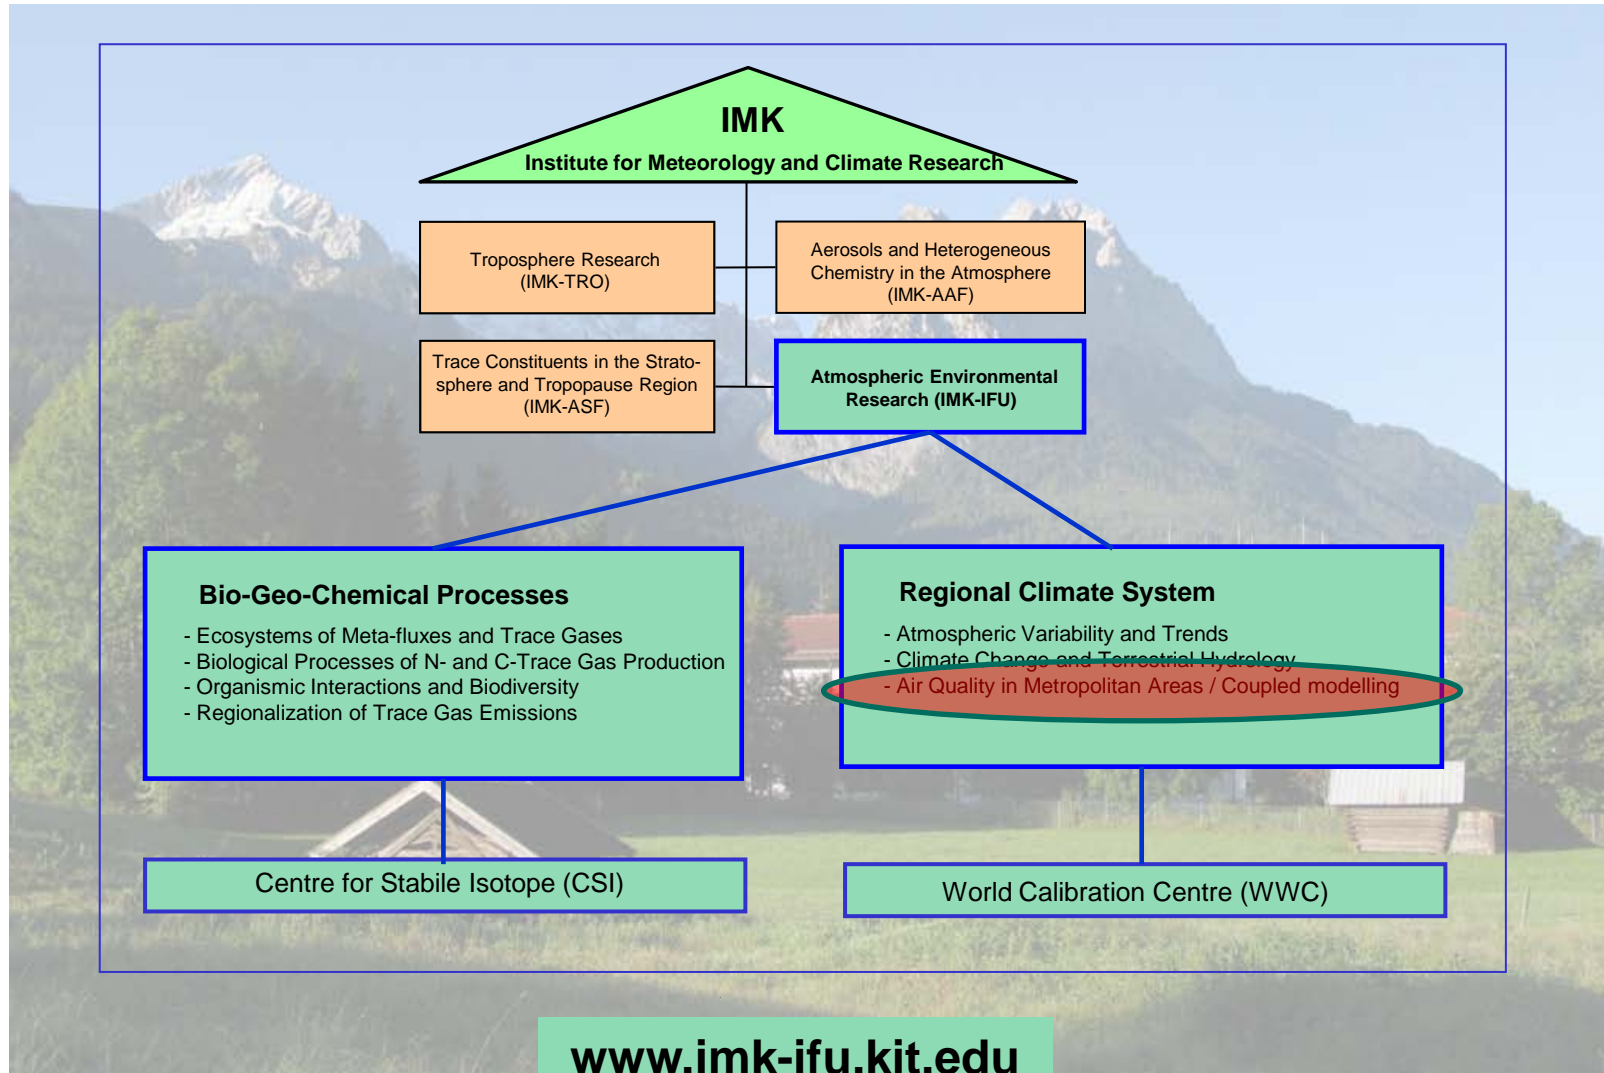 IMK
Institute for Meteorology and Climate Research
Troposphere Research
(IMK-TRO)
Aerosols and Heterogeneous
Chemistry in the Atmosphere
(IMK-AAF)
Trace Constituents in the Strato-
sphere and Tropopause Region
(IMK-ASF)
Atmospheric Environmental
Research (IMK-IFU)
Bio-Geo-Chemical Processes
- Ecosystems of Meta-fluxes and Trace Gases
- Biological Processes of N- and C-Trace Gas Production
- Organismic Interactions and Biodiversity
- Regionalization of Trace Gas Emissions
Regional Climate System
- Atmospheric Variability and Trends
- Climate Change and Terrestrial Hydrology
- Air Quality in Metropolitan Areas / Coupled modelling
Centre for Stabile Isotope (CSI)
World Calibration Centre (WWC)
www.imk-ifu.kit.edu